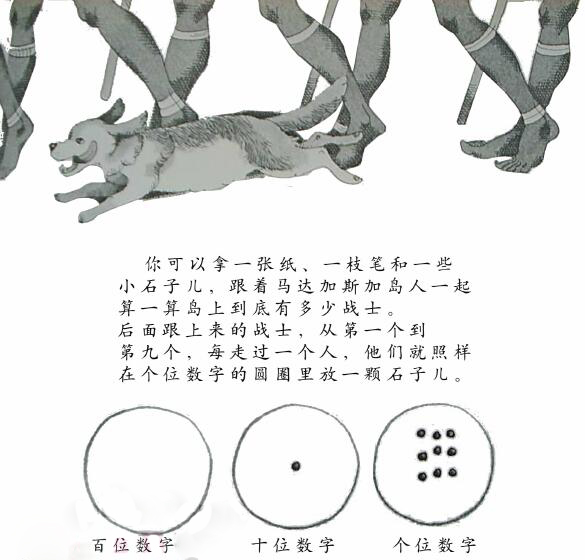 你可以拿一张纸、一枝笔和一些
小石子儿，跟着马达加斯加岛人一起
算一算岛上到底有多少战士。
后面跟上来的战士，从第一个到
第九个，每走过一个人，他们就照样
在个位数字的圆圈里放一颗石子儿。
百位数字 十位数字 个位数字